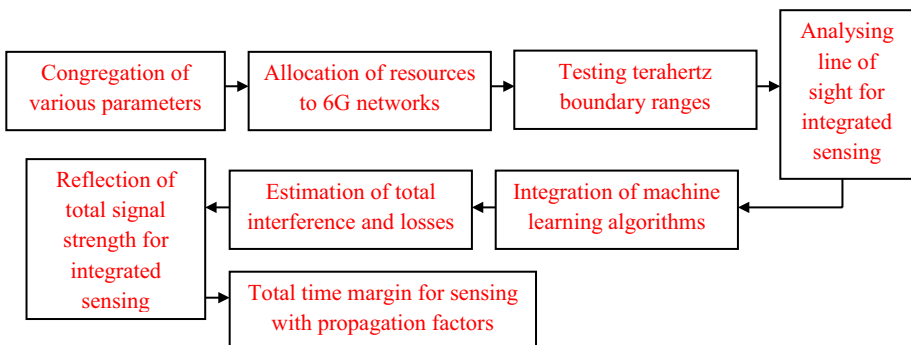 Congregation of
various parameters
Allocation of resources
to 6G networks
Testing terahertz
boundary ranges
Analysing
line of
sight for
integrated
sensing
Integration of machine
learning algorithms
Estimation of total
interference and losses
Reflection of
total signal
strength for
integrated
sensing
Total time margin for sensing
with propagation factors